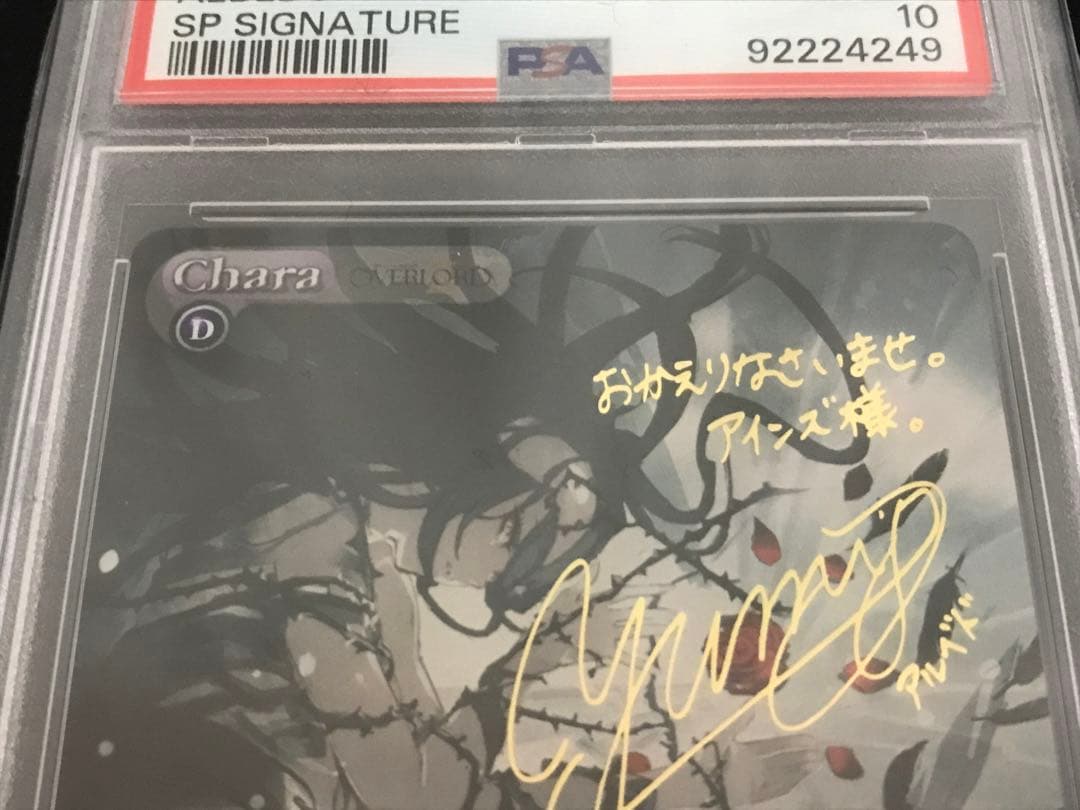 SP SIGNATURE
10
PSA
92224249
Chara
OVERLORD
D
おかえりなさいませ。
アインズ様。
アルベド